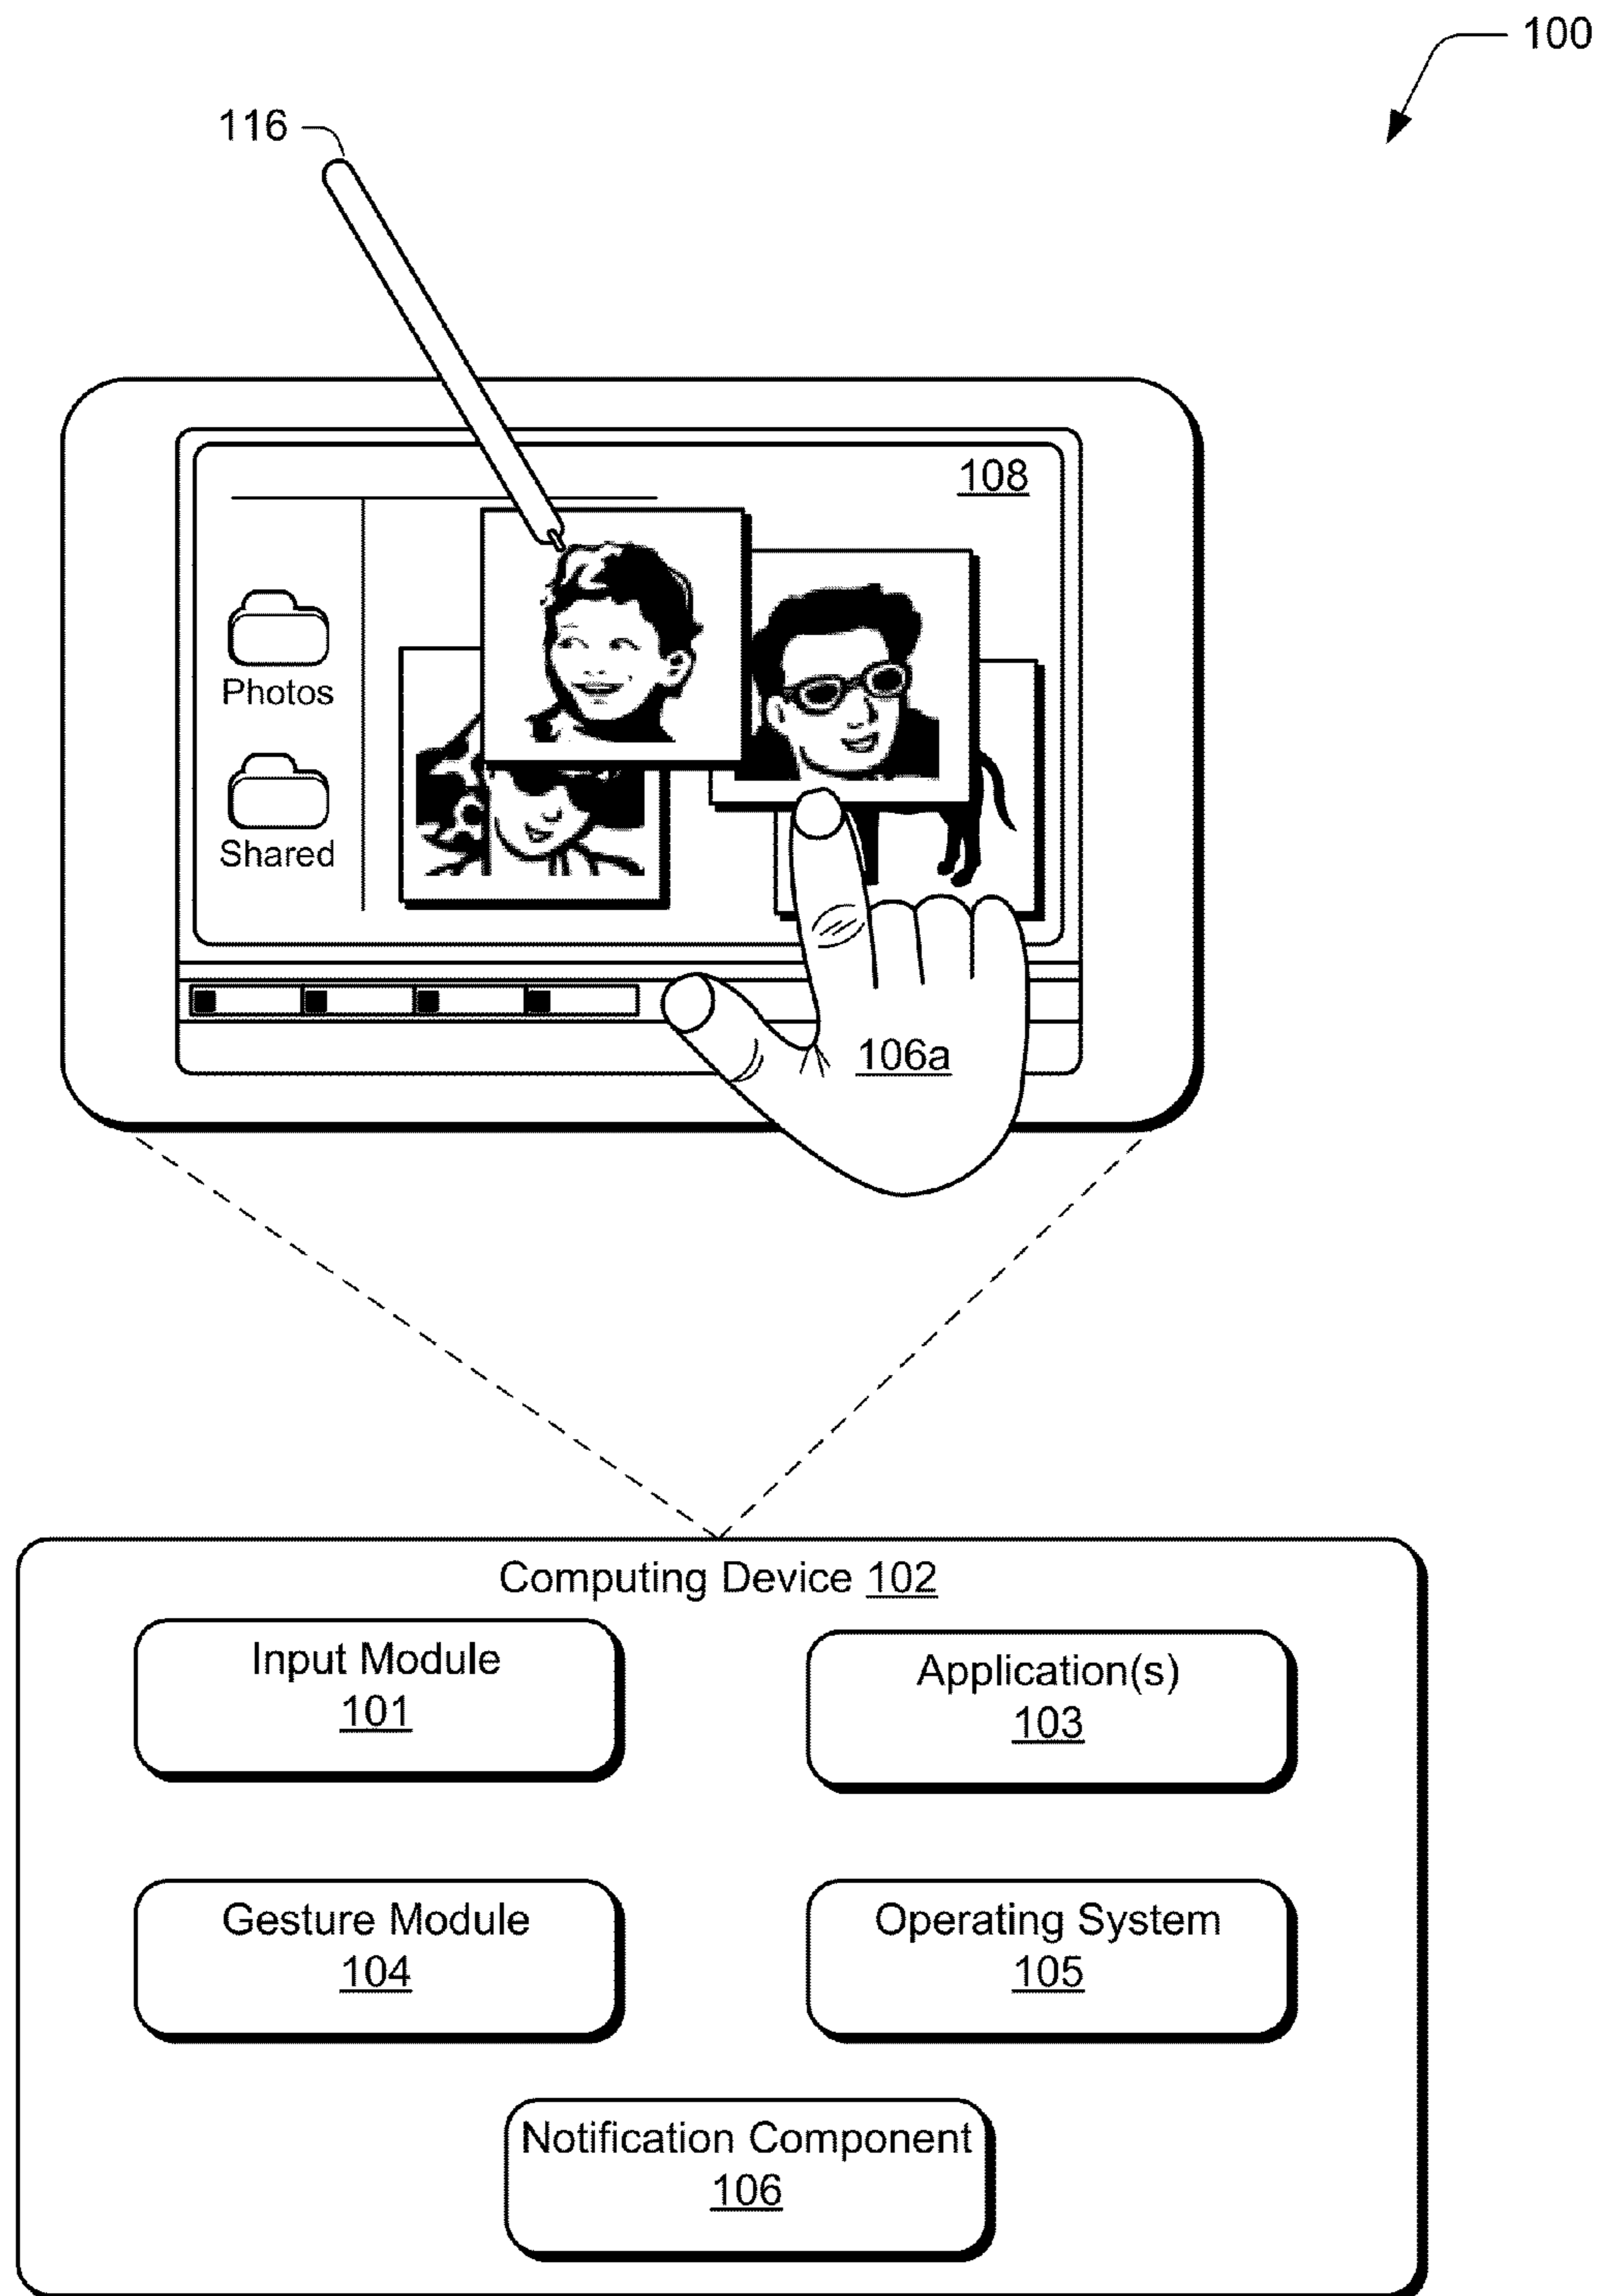 100
116
108
Photos
Shared
106a
Computing Device 102
Input Module
101
Application(s)
103
Gesture Module
104
Operating System
105
Notification Component
106